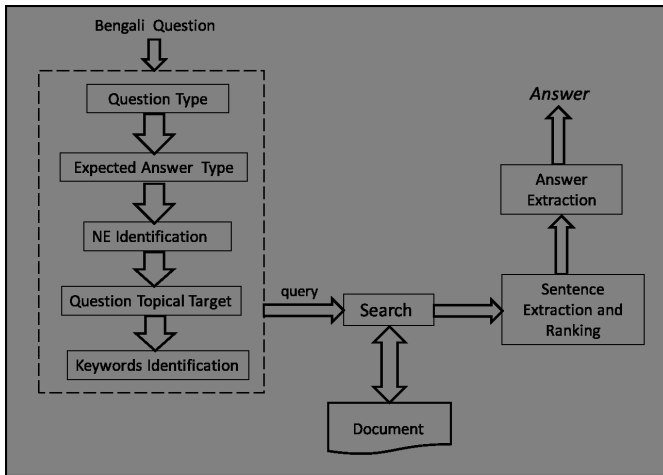 Bengali Question
Question Type
Expected Answer Type
NE Identification
Question Topical Target
Keywords Identification
query
Search
Document
Sentence
Extraction and
Ranking
Answer
Extraction
Answer